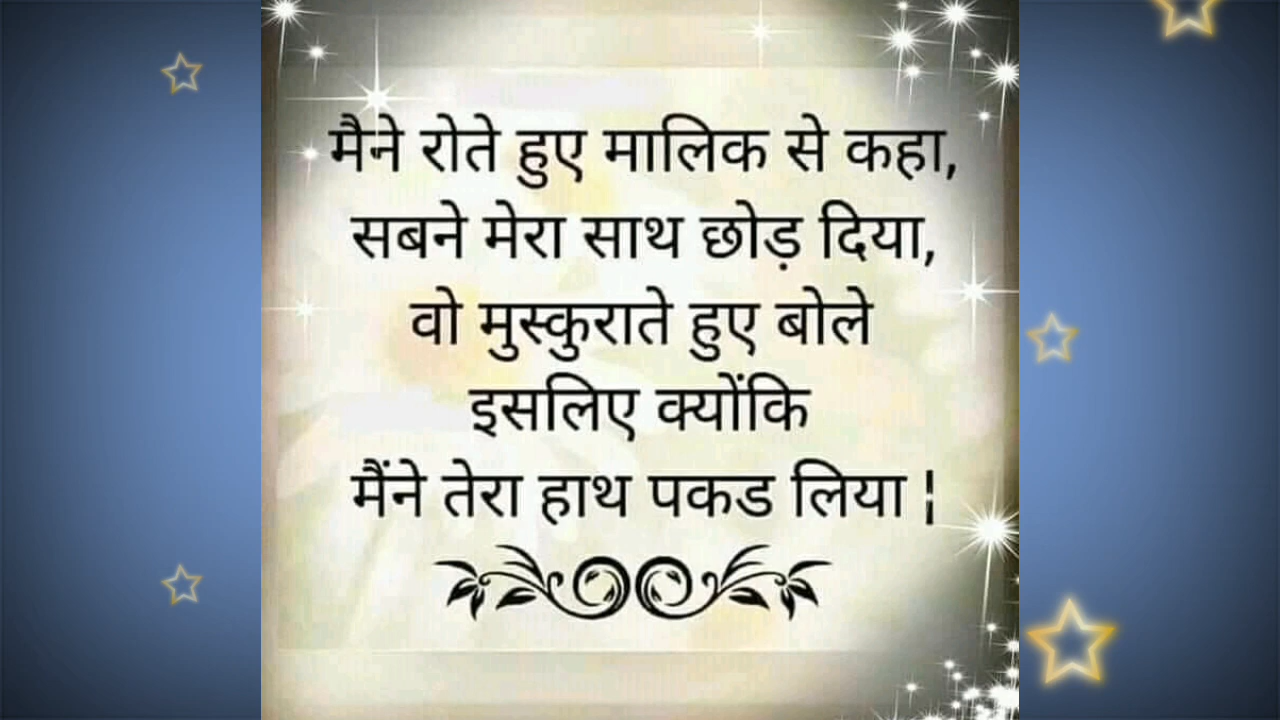 मैने रोते हुए मालिक से कहा,
सबने मेरा साथ छोड़ दिया,
वो मुस्कुराते हुए बोले
इसलिए क्योंकि
मैंने तेरा हाथ पकड लिया ¦